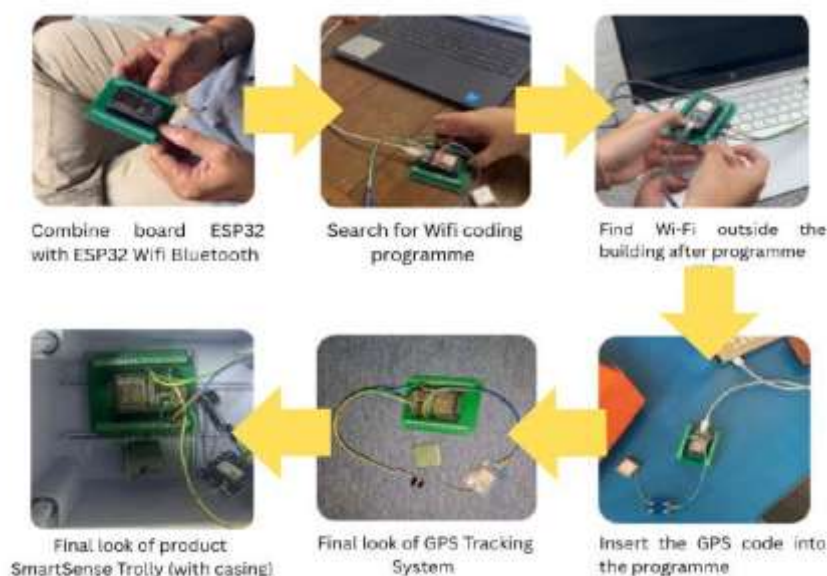 Combine board ESP32
with ESP32 Wifi Bluetooth
Search for Wifi coding
programme
Find Wi-Fi outside the
building after programme
Final look of product
SmartSense Trolly (with casing)
Final look of GPS Tracking
System
Insert the GPS code into
the programme